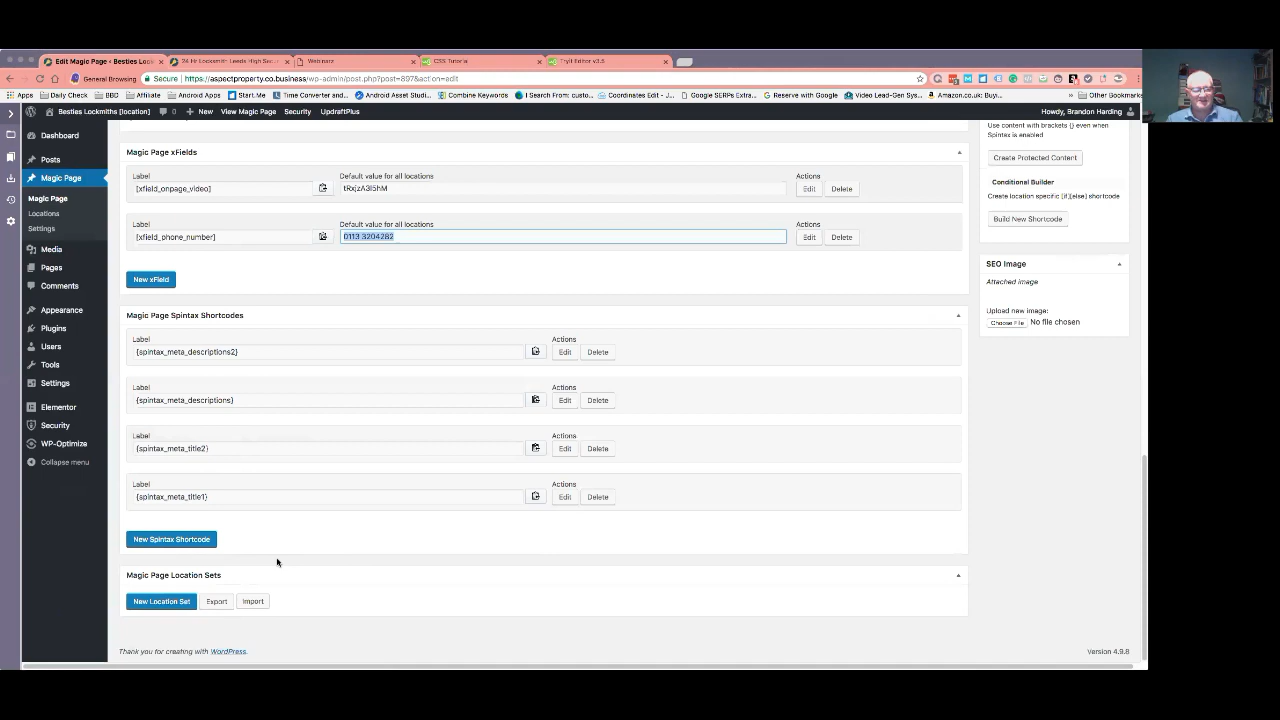 Edit Magic Page ‹ Besties Lock
24 Hr Locksmith Leeds High Sec
Webinarz
CSS Tutorial
Tryit Editor v3.5
General Browsing
Secure | https://aspectproperty.co.business/wp-admin/post.php?post=897&action=edit
Apps
Daily Check
BBD
Affiliate
Start.Me
Time Converter and...
Android Asset Studi...
Combine Keywords
I Search From: custo...
Coordinates Edit - J...
Google SERPs Extra...
Reserve with Google
Video Lead-Gen Sy...
Amazon.co.uk: Buyi...
Other Bookmarks
Besties Locksmiths [location]
0
New
View Magic Page
Security
UpdraftPlus
Howdy, Brandon Harding
Dashboard
Posts
Magic Page
Magic Page
Locations
Settings
Media
Pages
Comments
Appearance
Plugins
Users
Tools
Settings
Elementor
Security
WP-Optimize
Collapse menu
Magic Page xFields
Label
Default value for all locations
Actions
[xfield_onpage_video]
Edit
Delete
Label
Default value for all locations
Actions
[xfield_phone_number]
0113 3204282
Edit
Delete
New xField
Magic Page Spintax Shortcodes
Label
Actions
{spintax_meta_descriptions2}
Edit
Delete
Label
Actions
{spintax_meta_descriptions}
Edit
Delete
Label
Actions
{spintax_meta_title2}
Edit
Delete
Label
Actions
{spintax_meta_title1}
Edit
Delete
New Spintax Shortcode
Magic Page Location Sets
New Location Set
Export
Import
Thank you for creating with WordPress.
Version 4.9.8
Use content with brackets {} even when
Spintax is enabled
Create Protected Content
Conditional Builder
Create location specific [if][else] shortcode
Build New Shortcode
SEO Image
Attached image
Upload new image:
Choose File
No file chosen